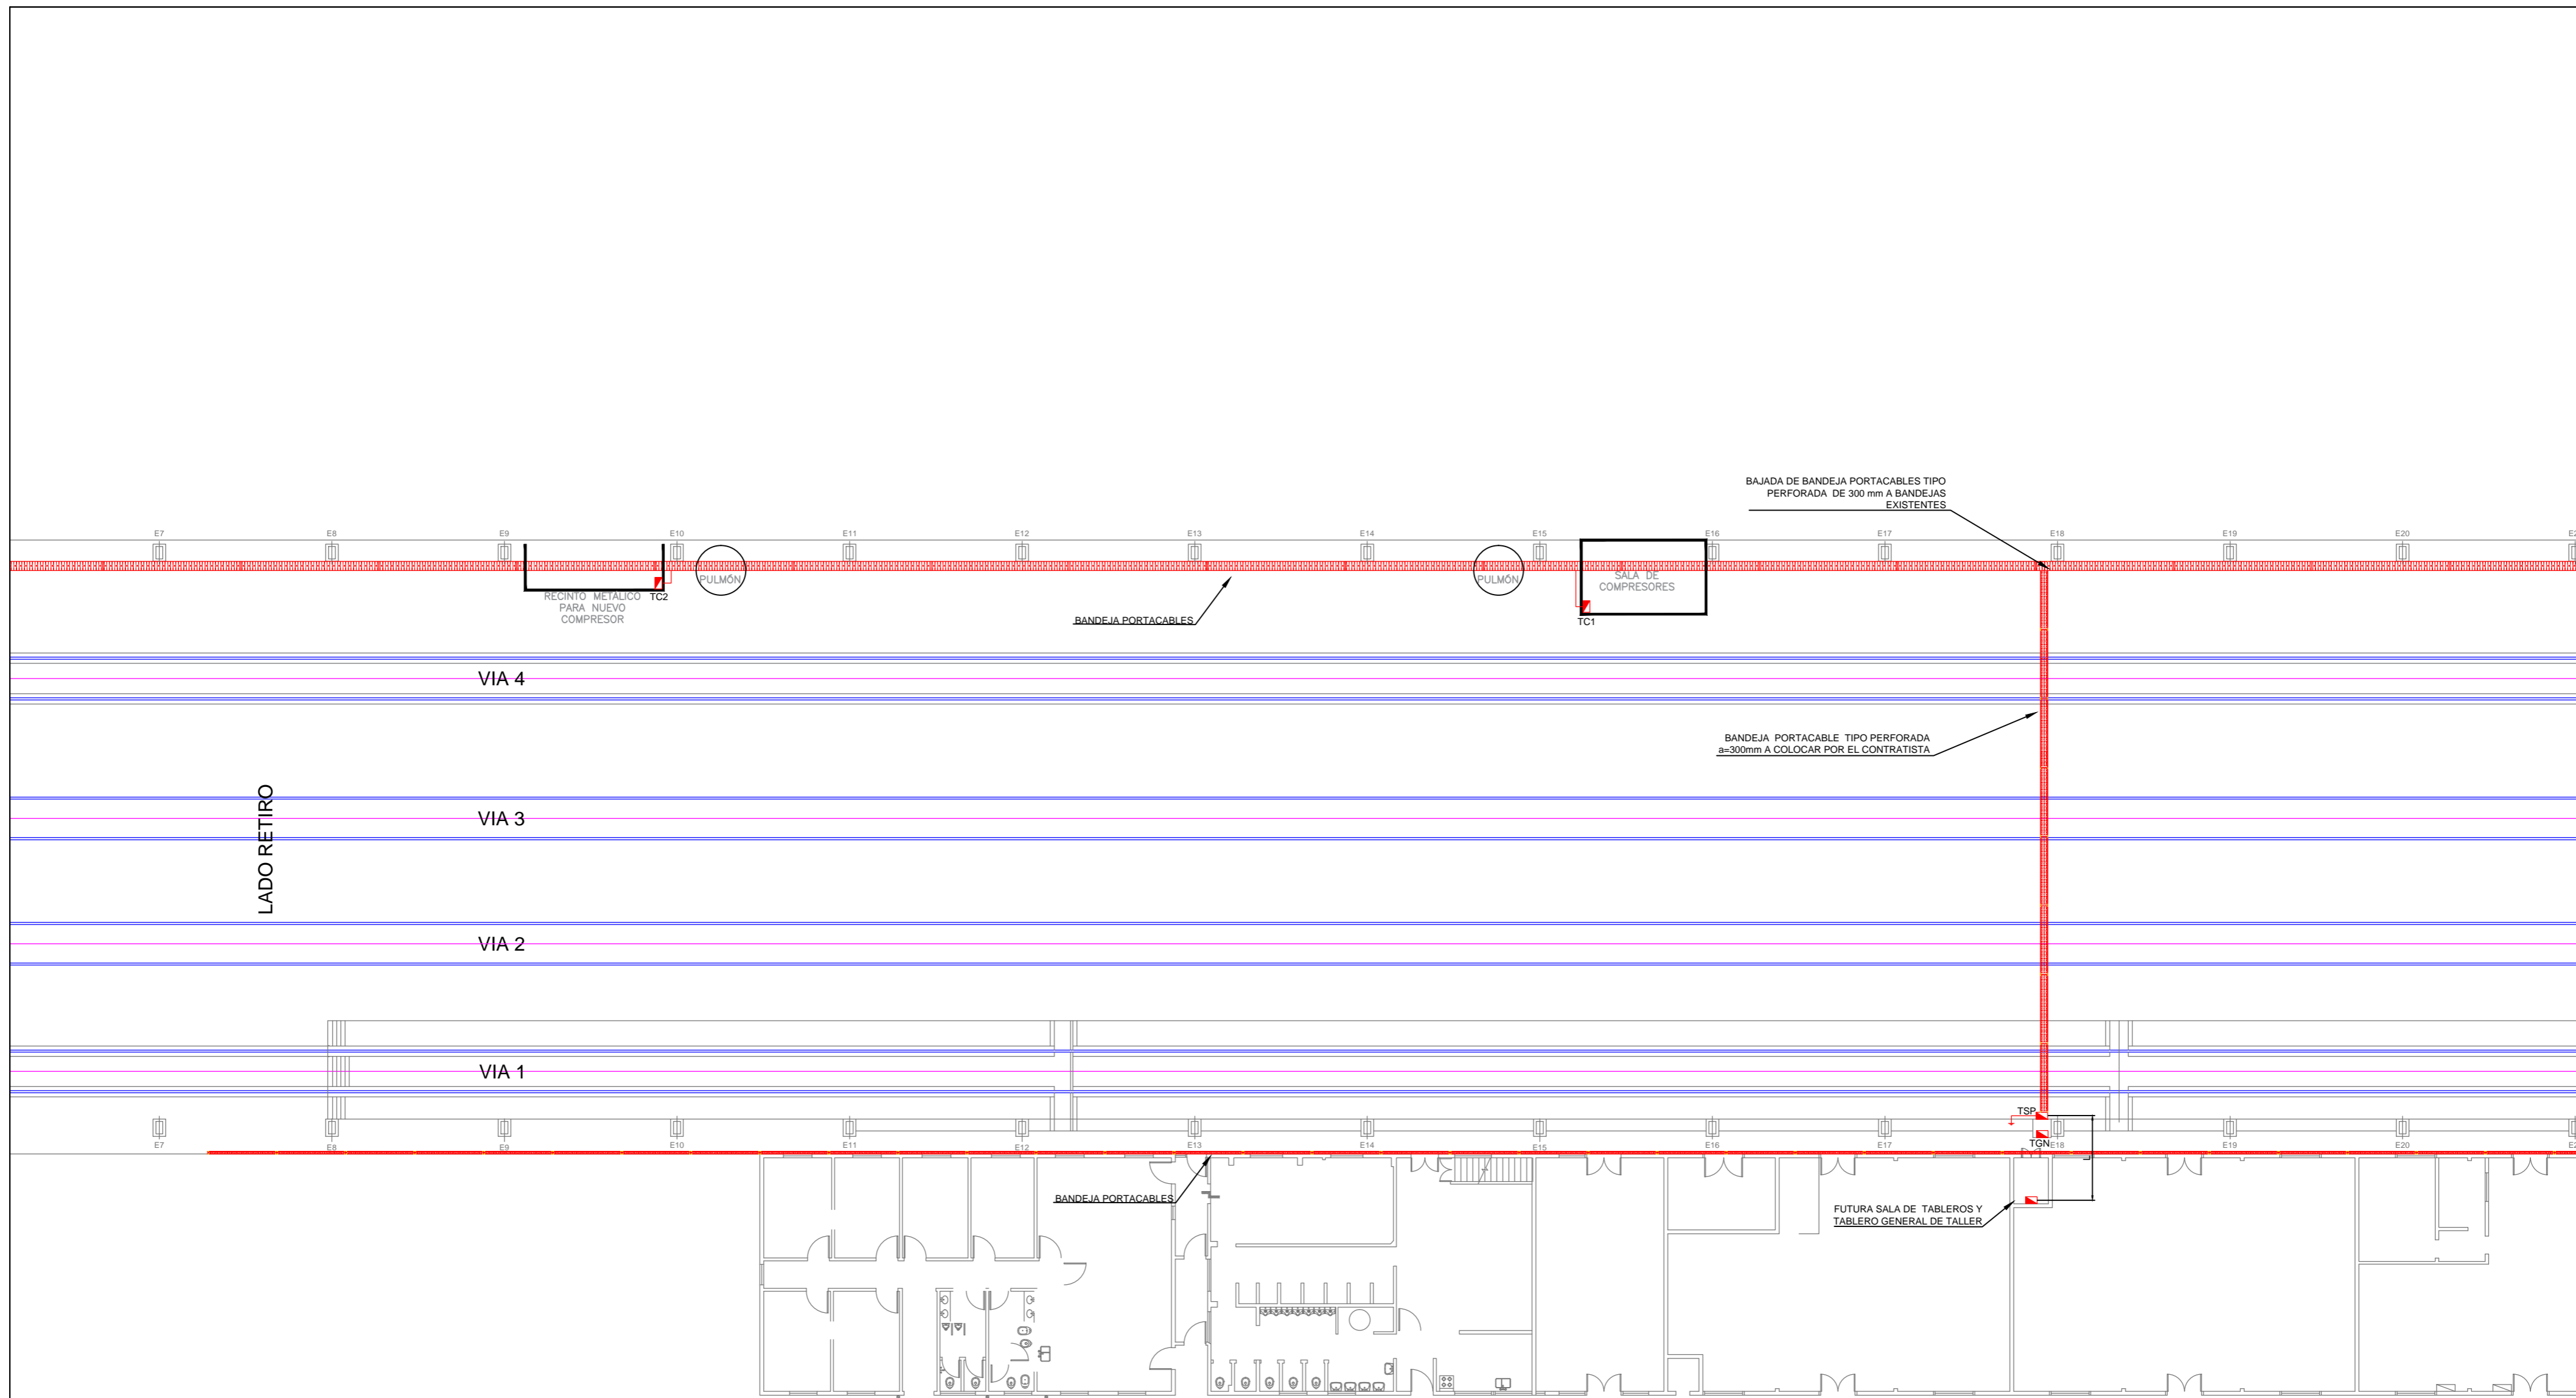 BAJADA DE BANDEJA PORTACABLES TIPO
PERFORADA DE 300 mm A BANDEJAS
EXISTENTES
E7
E8
E9
E10
E11
E12
E13
E14
E15
E16
E17
E18
E19
E20
PULMÓN
PULMÓN
SALA DE
COMPRESORES
RECINTO METÁLICO
PARA NUEVO
COMPRESOR
TC2
BANDEJA PORTACABLES
TC1
VIA 4
BANDEJA PORTACABLE TIPO PERFORADA
a=300mm A COLOCAR POR EL CONTRATISTA
LADO RETIRO
VIA 3
VIA 2
VIA 1
TSP
TGN
E7
E8
E9
E10
E11
E12
E13
E14
E15
E16
E17
E18
E19
E20
BANDEJA PORTACABLES
FUTURA SALA DE TABLEROS Y
TABLERO GENERAL DE TALLER